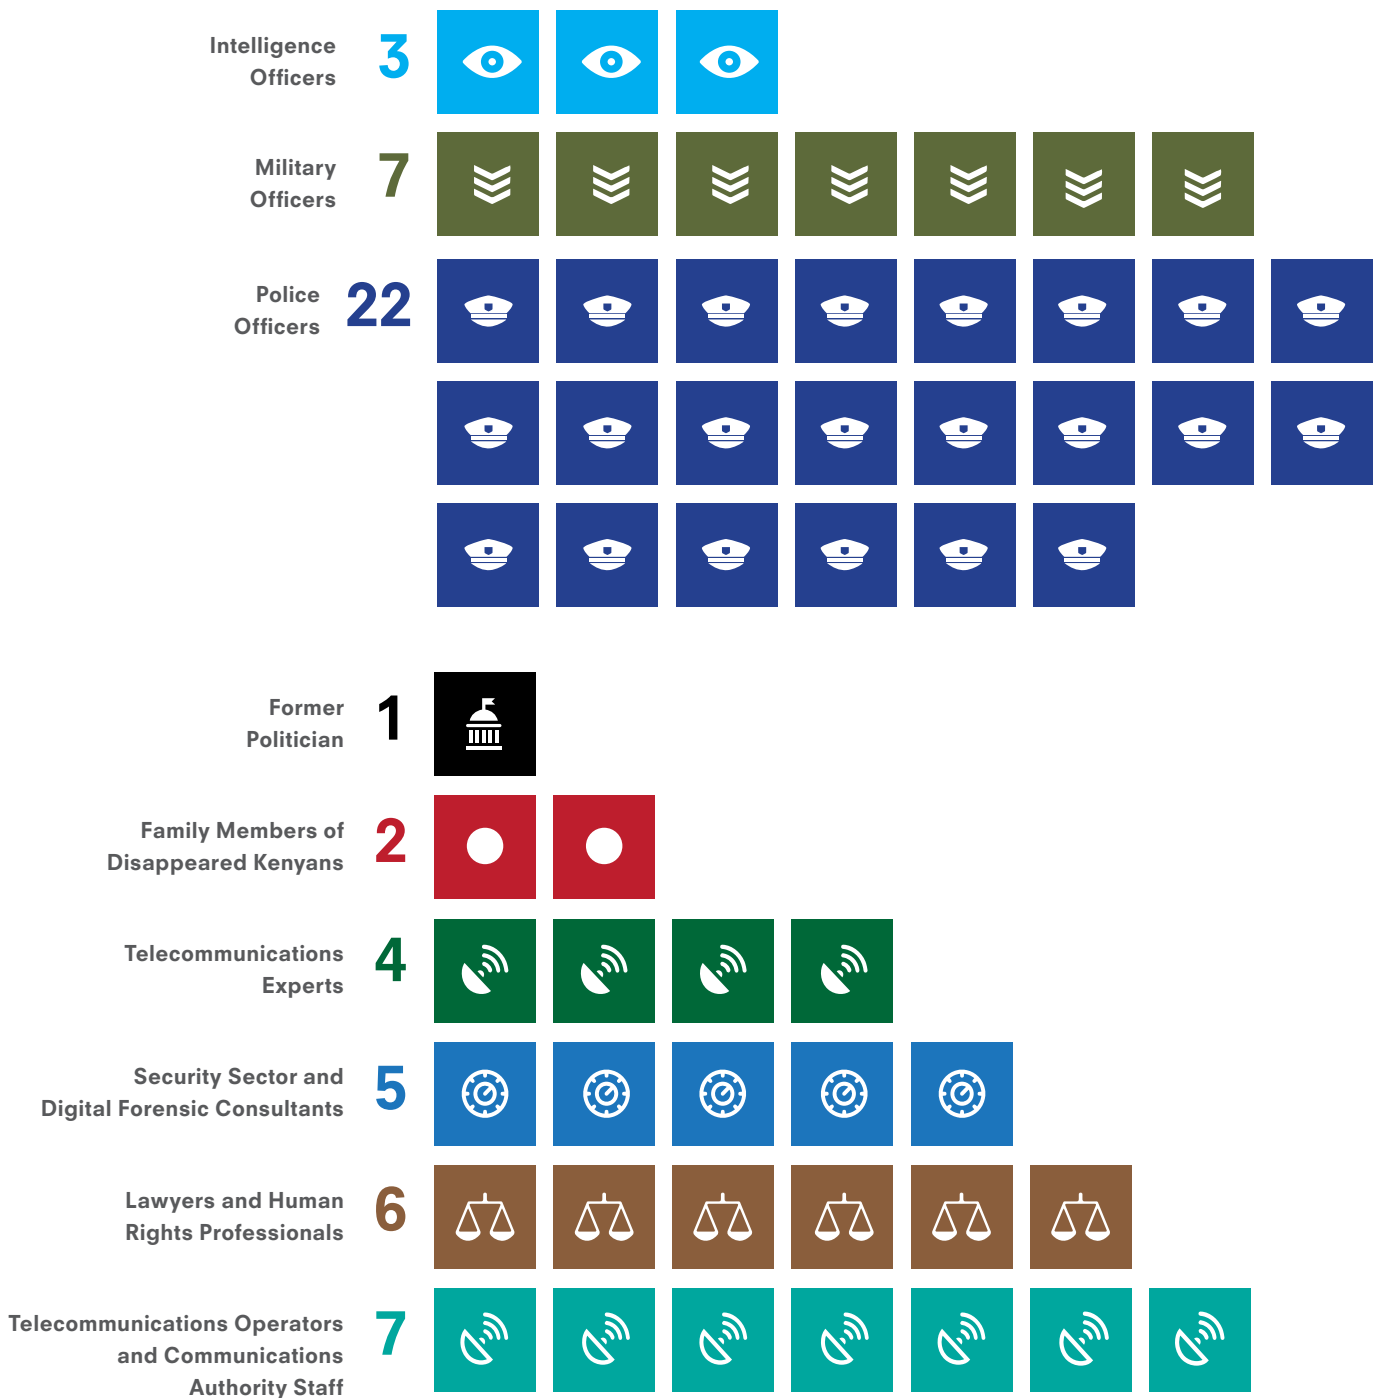 Intelligence
Officers
3
Military
Officers
7
Police
Officers
22
Former
Politician
1
Family Members of
Disappeared Kenyans
2
Telecommunications
Experts
4
Security Sector and
Digital Forensic Consultants
5
Lawyers and Human
Rights Professionals
6
Telecommunications Operators
and Communications
Authority Staff
7